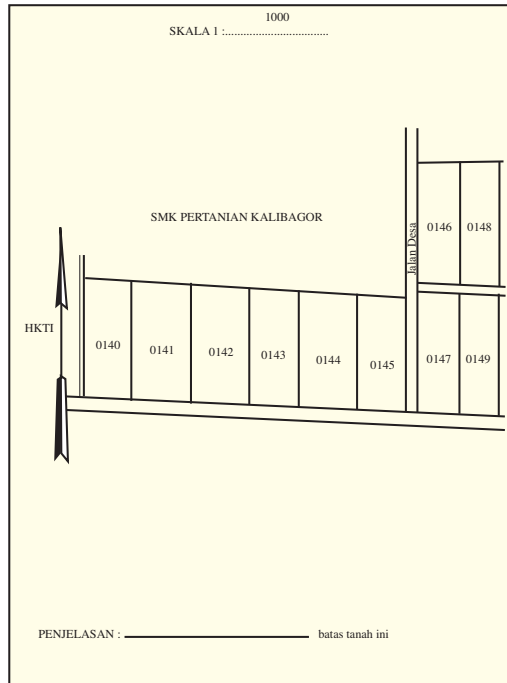 1000
SKALA 1 :..................................
SMK PERTANIAN KALIBAGOR
Jalan Desa
0146 0148
HKTI
0140 0141 0142 0143 0144 0145 0147 0149
PENJELASAN : batas tanah ini